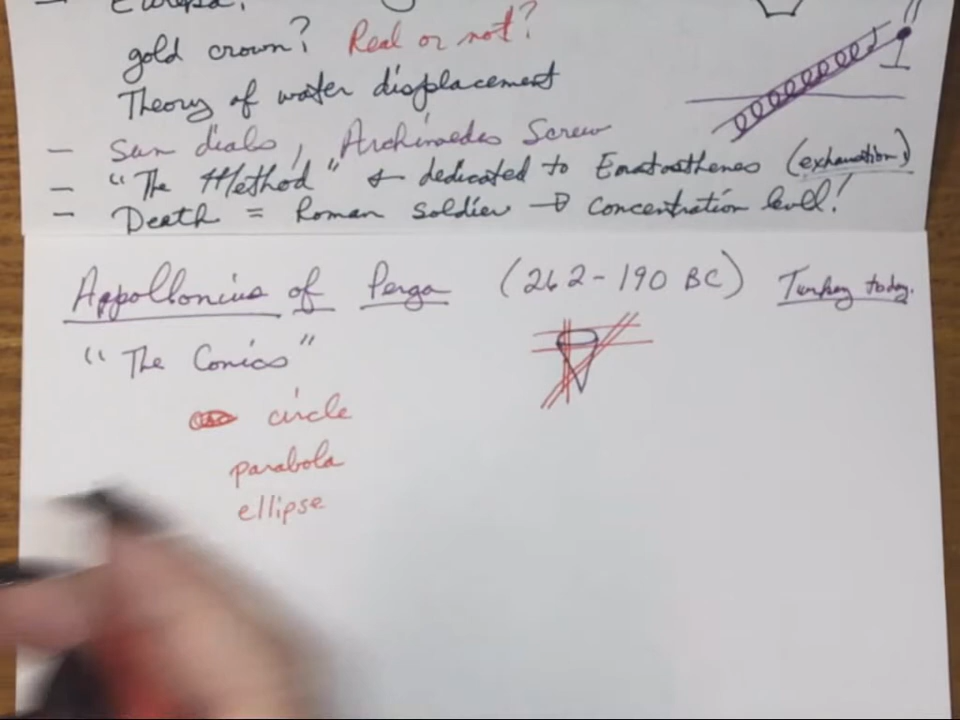 — Eureka!
gold crown? Real or not?
Theory of water displacement
— Sun dials, Archimedes Screw
— "The Method" & dedicated to Eratosthenes (exhaustion)
— Death = Roman Soldier → concentration level!
Appollonius of Perga (262-190 BC) Turkey today.
"The Conics"
circle
parabola
ellipse